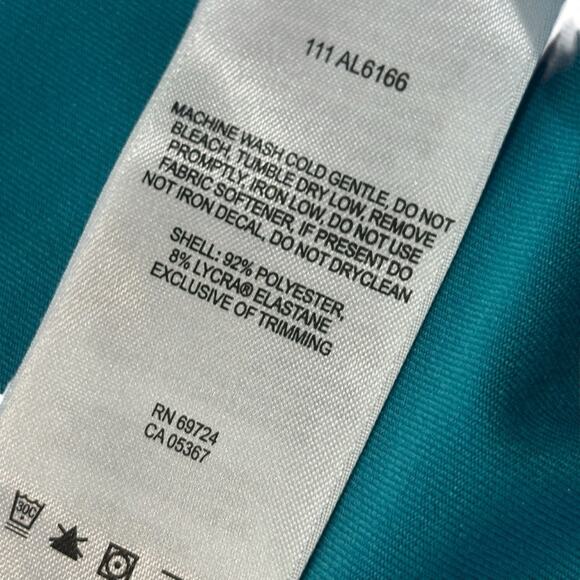 111 AL6166
MACHINE WASH COLD GENTLE, DO NOT
BLEACH, TUMBLE DRY LOW, REMOVE
PROMPTLY, IRON LOW, DO NOT USE
FABRIC SOFTENER, IF PRESENT DO
NOT IRON DECAL, DO NOT DRYCLEAN
SHELL: 92% POLYESTER,
8% LYCRA® ELASTANE
EXCLUSIVE OF TRIMMING
RN 69724
CA 05367
30C